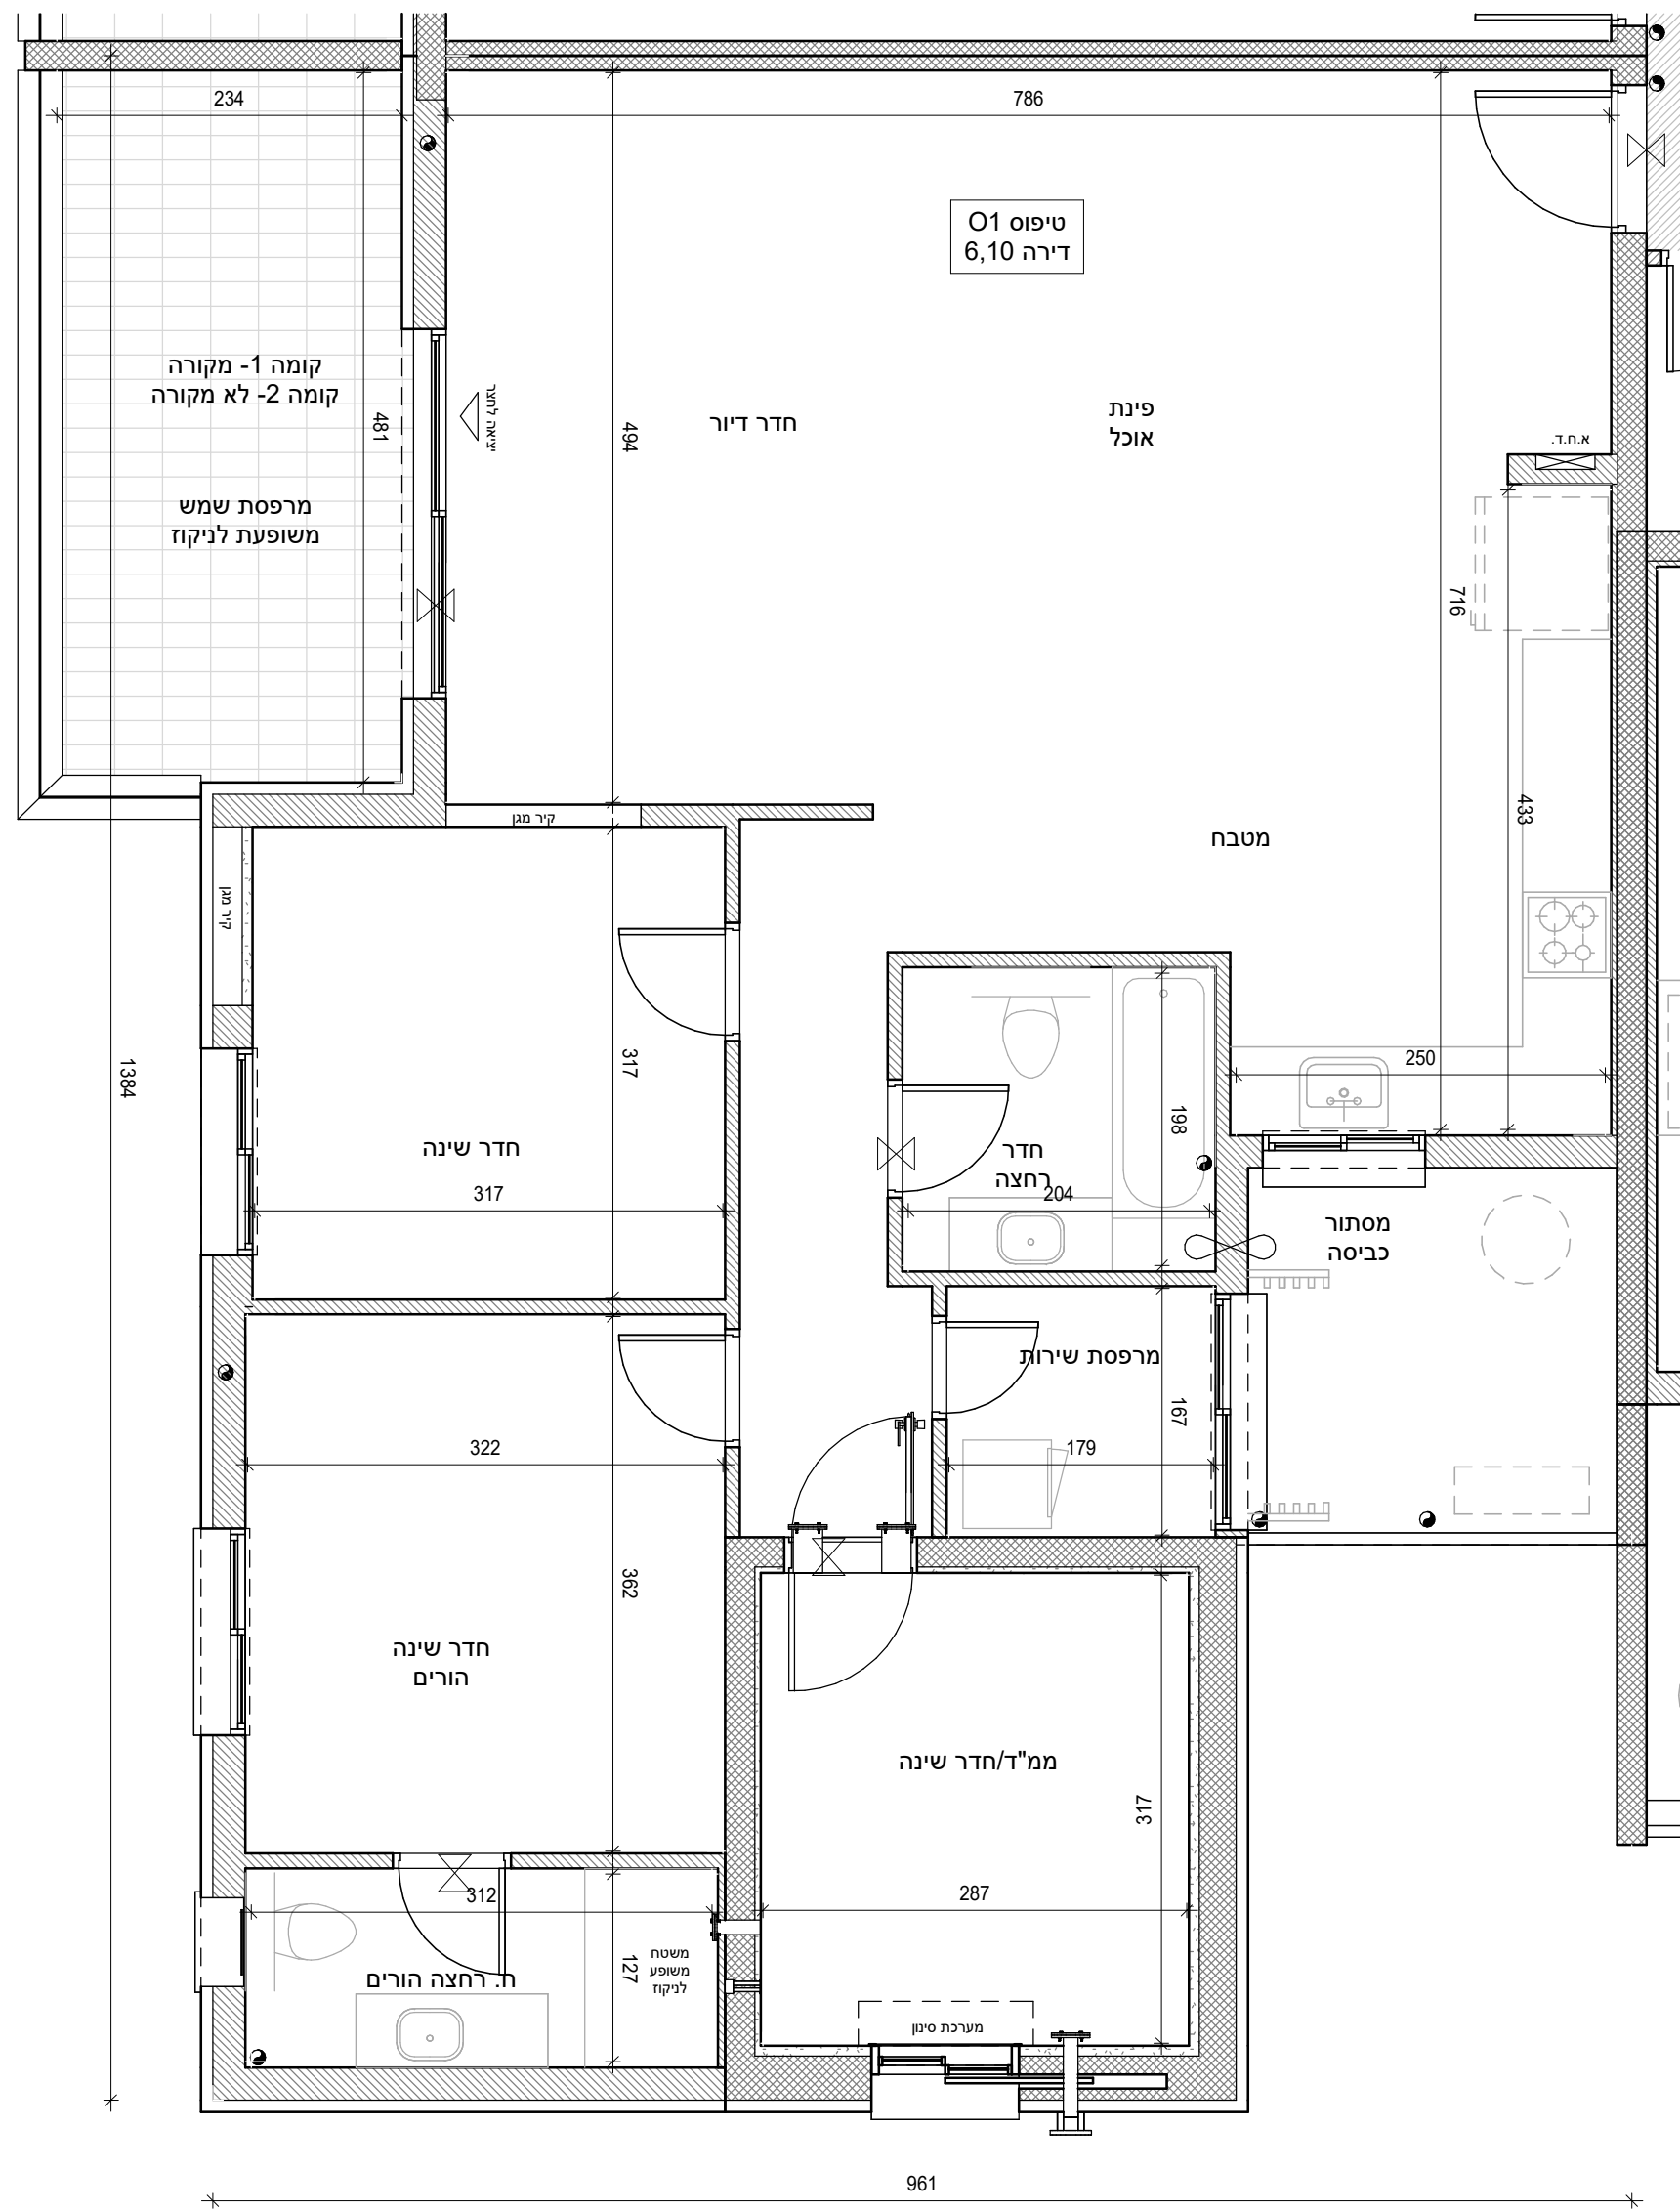 234
786
טיפוס O1
דירה 6,10
קומה 1- מקורה
קומה 2- לא מקורה
481
יציאה לחצר
494
חדר דיור
פינת
אוכל
א.ח.ד.
מרפסת שמש
משופעת לניקוז
716
433
קיר מגן
מטבח
קיר מגן
1384
317
250
חדר שינה
317
198
חדר
רחצה
204
מסתור
כביסה
מרפסת שירות
167
179
322
362
חדר שינה
הורים
ממ"ד/חדר שינה
317
287
312
127
משטח
משופע
לניקוז
ח. רחצה הורים
מערכת סינון
961